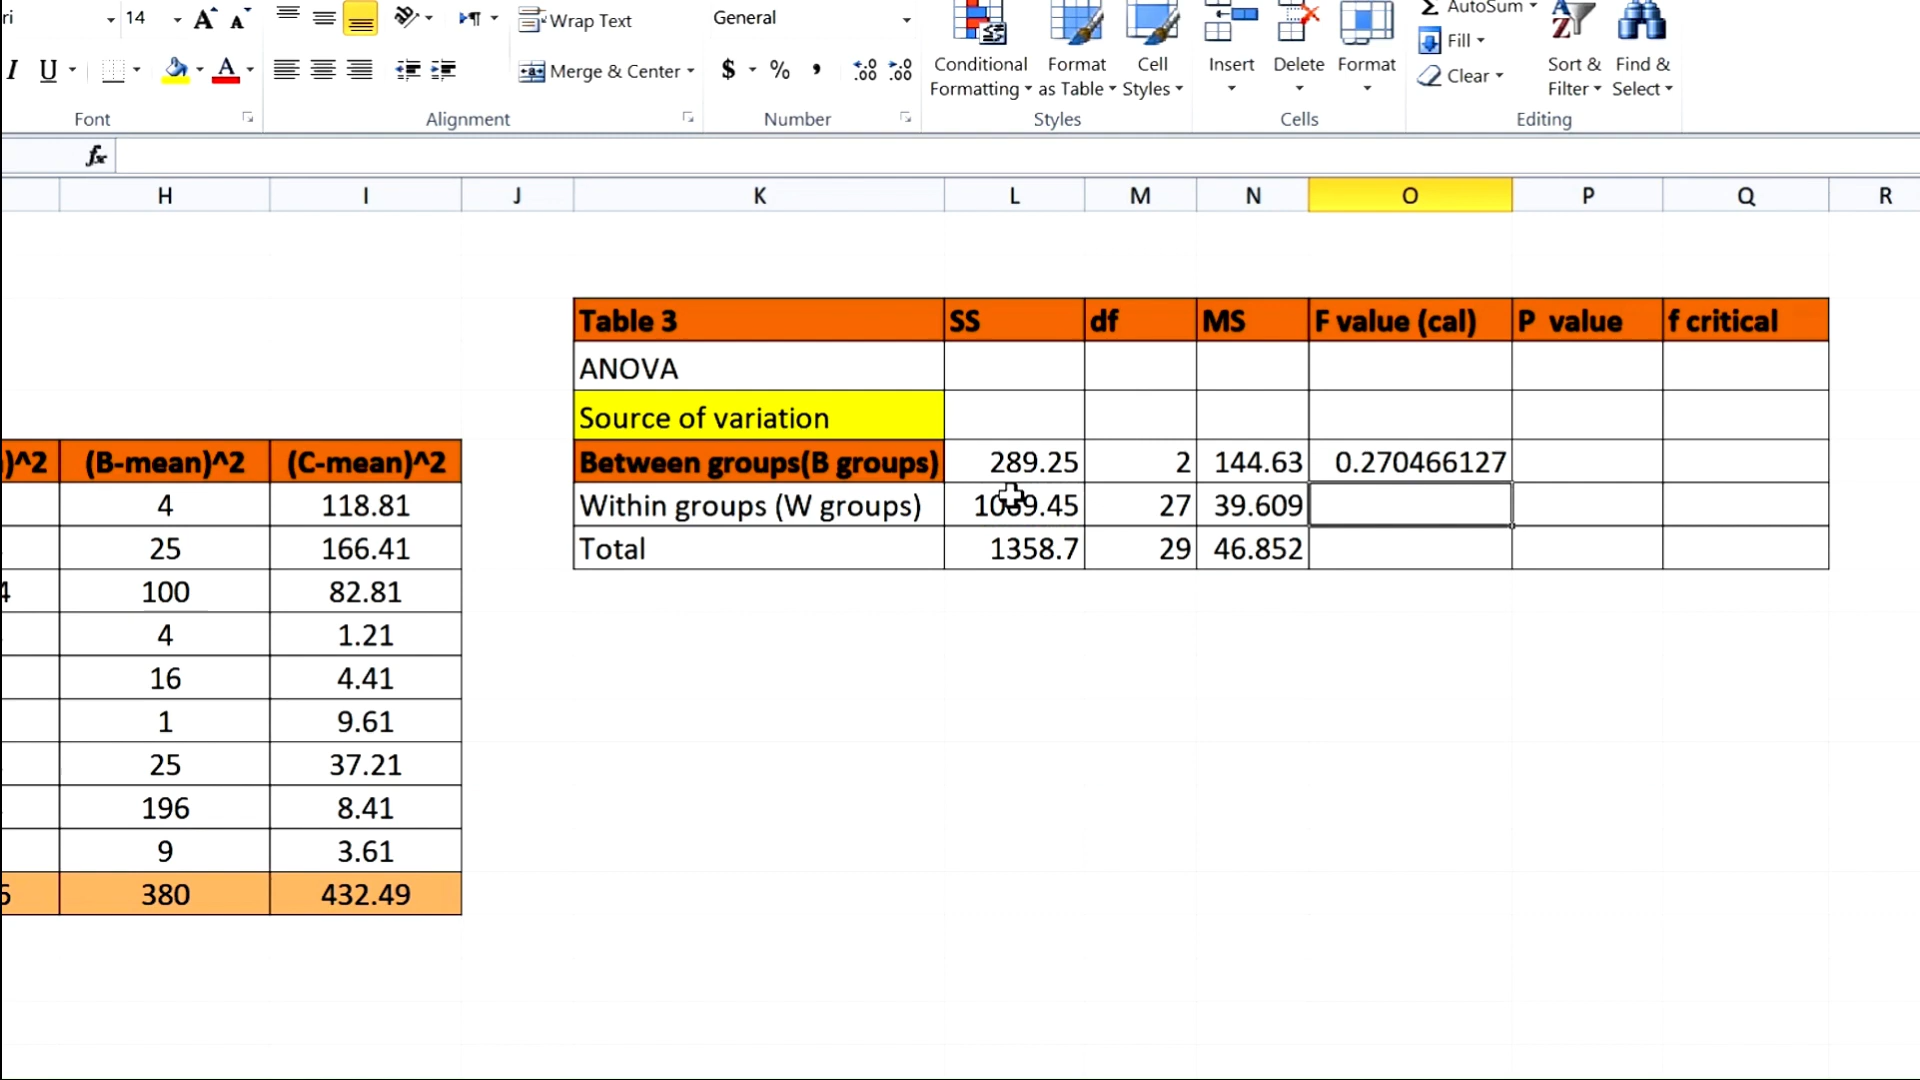 ri 14 A A Wrap Text General Σ AutoSum A Z
I U A Merge & Center $ % , .00 .0 Conditional Formatting Format as Table Cell Styles Insert Delete Format Fill Clear Sort & Filter Find & Select
Font Alignment Number Styles Cells Editing
fx
H I J K L M N O P Q R
Table 3 SS df MS F value (cal) P value f critical
ANOVA
Source of variation
)^2 (B-mean)^2 (C-mean)^2 Between groups(B groups) 289.25 2 144.63 0.270466127
4 118.81 Within groups (W groups) 27 39.609
25 166.41 Total 1358.7 29 46.852
4 100 82.81
4 1.21
16 4.41
1 9.61
25 37.21
196 8.41
9 3.61
380 432.49